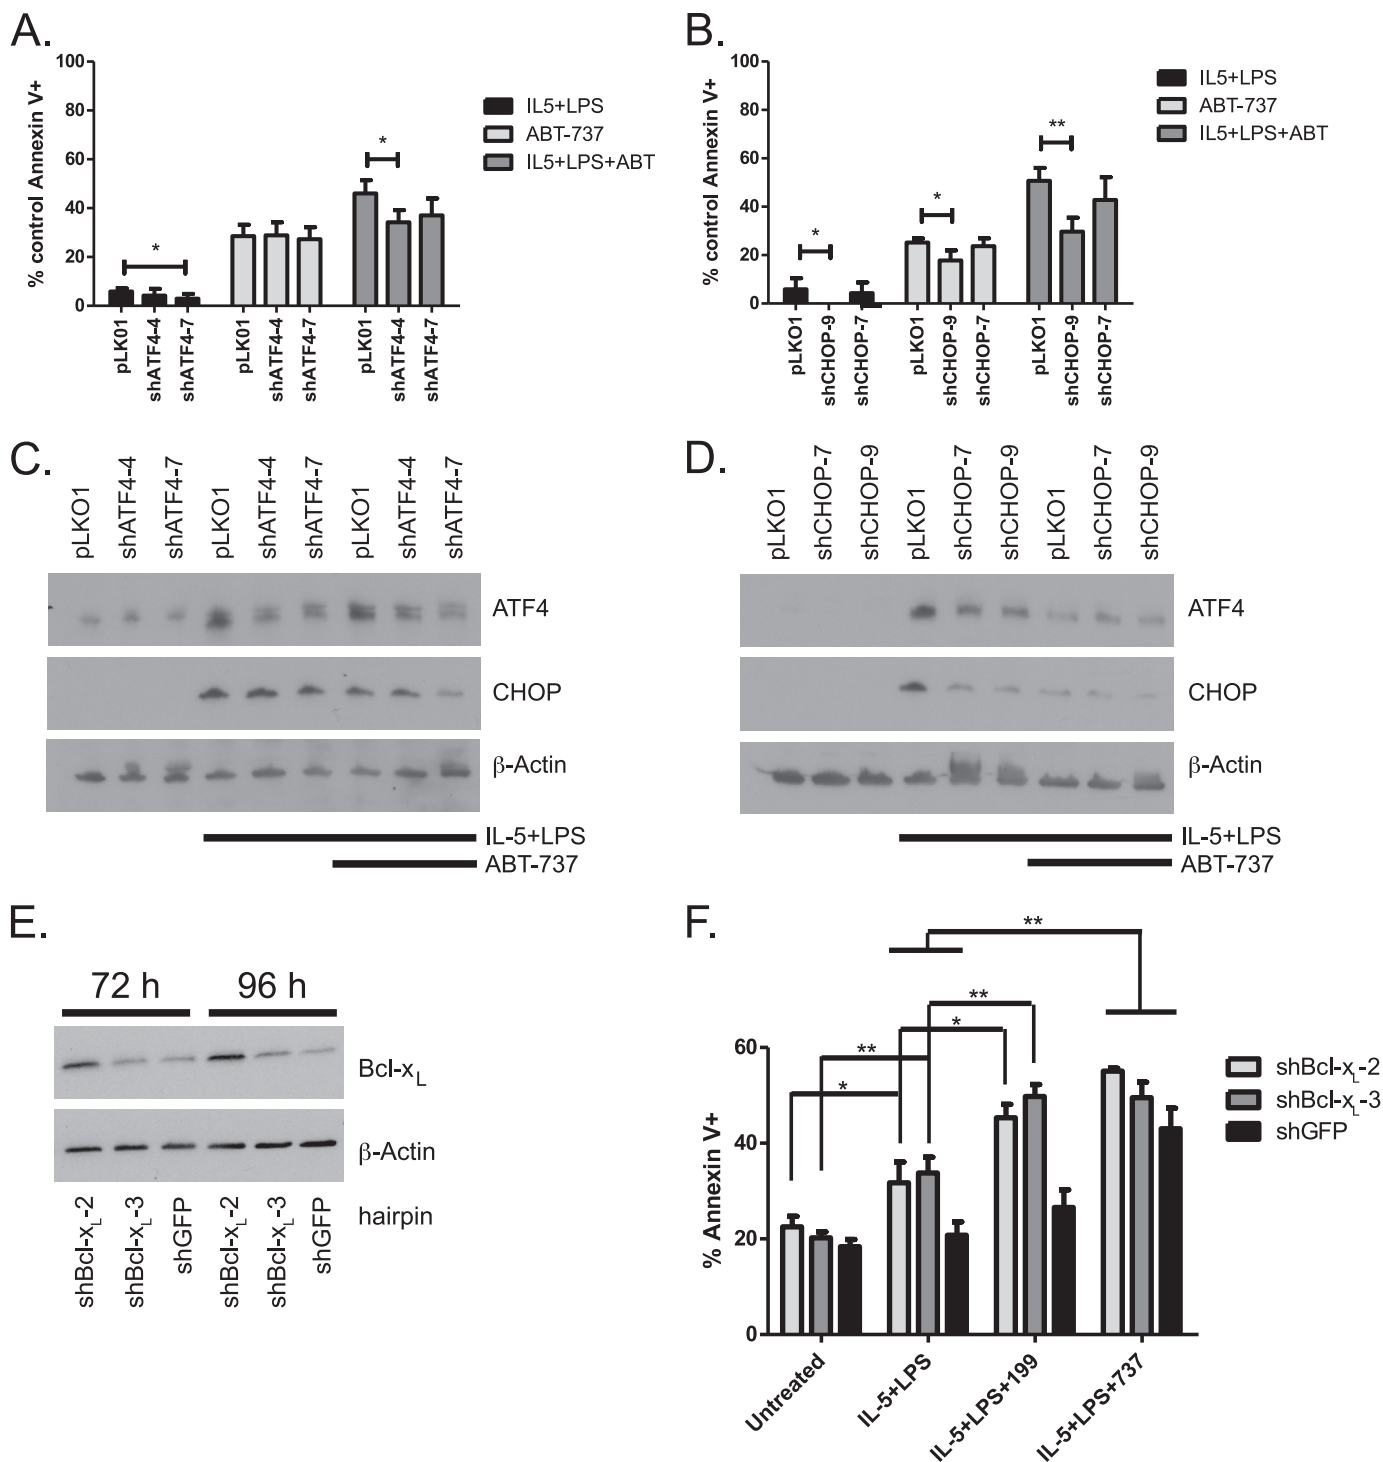 A.
% control Annexin V+
100
80
60
40
20
0
*
*
pLK01
shATF4-4
shATF4-7
pLK01
shATF4-4
shATF4-7
pLK01
shATF4-4
shATF4-7
IL5+LPS
ABT-737
IL5+LPS+ABT
B.
% control Annexin V+
100
80
60
40
20
0
*
*
**
pLKO1
shCHOP-9
shCHOP-7
pLKO1
shCHOP-9
shCHOP-7
pLKO1
shCHOP-9
shCHOP-7
IL5+LPS
ABT-737
IL5+LPS+ABT
C.
pLKO1
shATF4-4
shATF4-7
pLKO1
shATF4-4
shATF4-7
pLKO1
shATF4-4
shATF4-7
ATF4
CHOP
β-Actin
IL-5+LPS
ABT-737
D.
pLKO1
shCHOP-7
shCHOP-9
pLKO1
shCHOP-7
shCHOP-9
pLKO1
shCHOP-7
shCHOP-9
ATF4
CHOP
β-Actin
IL-5+LPS
ABT-737
E.
72 h 96 h
Bcl-xL
β-Actin
shBcl-xL-2
shBcl-xL-3
shGFP
shBcl-xL-2
shBcl-xL-3
shGFP
hairpin
F.
**
**
*
**
*
% Annexin V+
60
40
20
0
Untreated
IL-5+LPS
IL-5+LPS+199
IL-5+LPS+737
shBcl-xL-2
shBcl-xL-3
shGFP